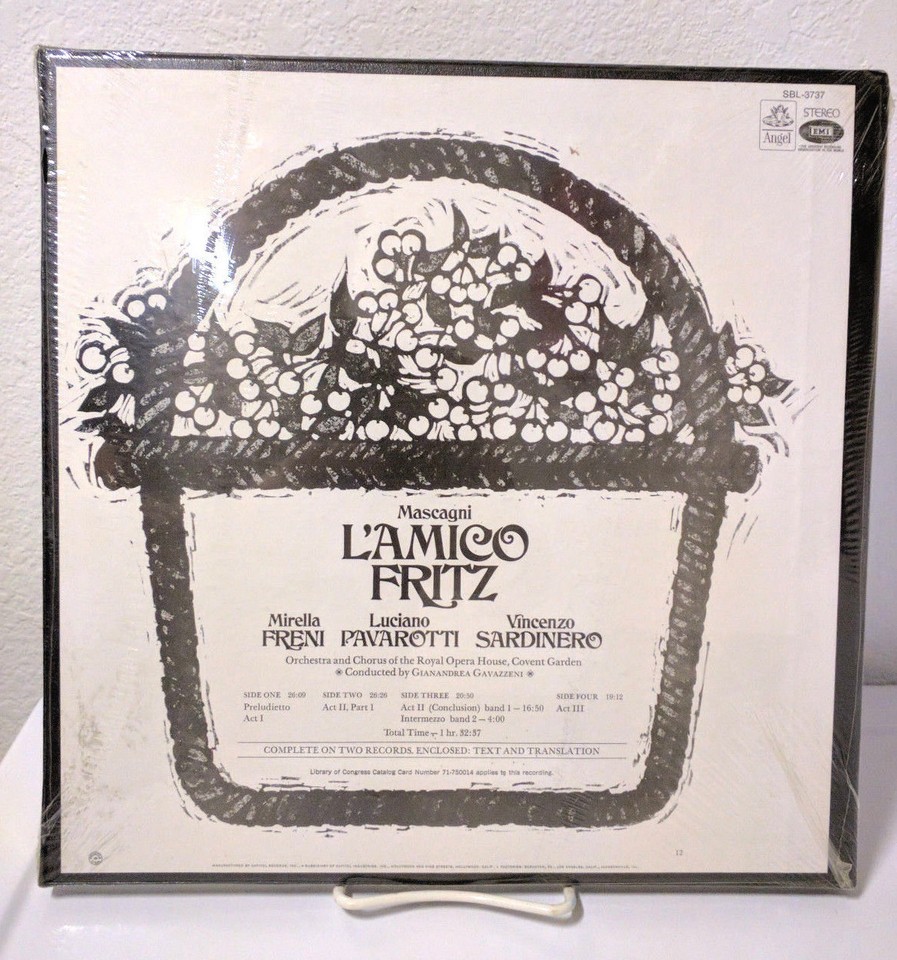 SBL-3737
Angel
STEREO
EMI
Mascagni
L'AMICO
FRITZ
Mirella Luciano Vincenzo
FRENI PAVAROTTI SARDINERO
Orchestra and Chorus of the Royal Opera House, Covent Garden
Conducted by GIANANDREA GAVAZZENI
SIDE ONE 26:09 SIDE TWO 26:26 SIDE THREE 20:50 SIDE FOUR 19:12
Preludietto Act II, Part I Act II (Conclusion) band 1 — 16:50 Act III
Act I Intermezzo band 2 — 4:00
Total Time — 1 hr. 32:37
COMPLETE ON TWO RECORDS. ENCLOSED: TEXT AND TRANSLATION
Library of Congress Catalog Card Number 71-750014 applies to this recording.
12